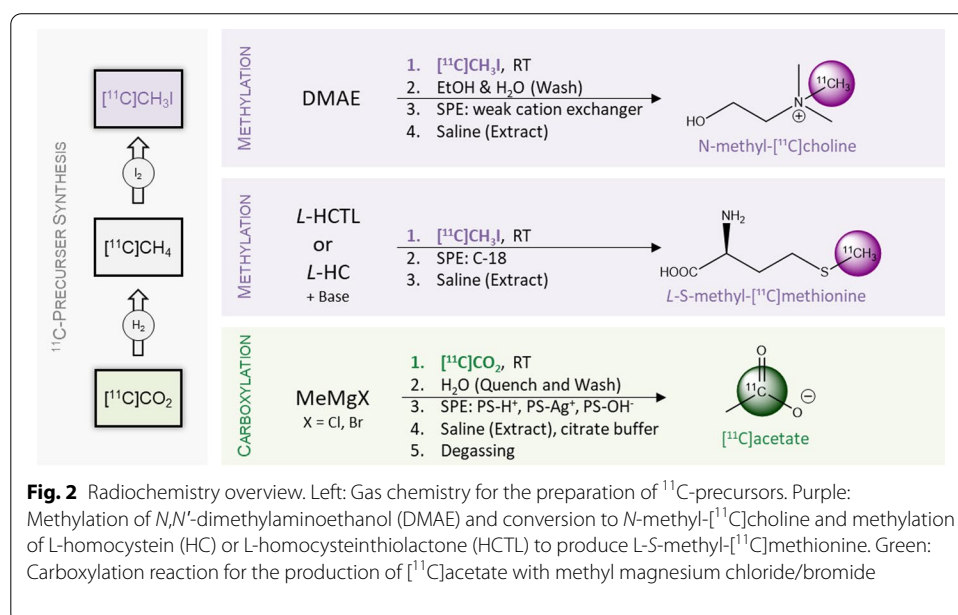 ¹¹C-PRECURSER SYNTHESIS
[¹¹C]CH₃I
I₂
[¹¹C]CH₄
H₂
[¹¹C]CO₂
METHYLATION
DMAE
1. [¹¹C]CH₃I, RT
2. EtOH & H₂O (Wash)
3. SPE: weak cation exchanger
4. Saline (Extract)
HO
N
⊕
¹¹CH₃
N-methyl-[¹¹C]choline
METHYLATION
L-HCTL
or
L-HC
+ Base
1. [¹¹C]CH₃I, RT
2. SPE: C-18
3. Saline (Extract)
NH₂
HOOC
S
¹¹CH₃
L-S-methyl-[¹¹C]methionine
CARBOXYLATION
MeMgX
X = Cl, Br
1. [¹¹C]CO₂, RT
2. H₂O (Quench and Wash)
3. SPE: PS-H⁺, PS-Ag⁺, PS-OH⁻
4. Saline (Extract), citrate buffer
5. Degassing
O
¹¹C
O
⊖
[¹¹C]acetate
Fig. 2 Radiochemistry overview. Left: Gas chemistry for the preparation of ¹¹C-precursors. Purple:
Methylation of N,N'-dimethylaminoethanol (DMAE) and conversion to N-methyl-[¹¹C]choline and methylation
of L-homocystein (HC) or L-homocysteinthiolactone (HCTL) to produce L-S-methyl-[¹¹C]methionine. Green:
Carboxylation reaction for the production of [¹¹C]acetate with methyl magnesium chloride/bromide